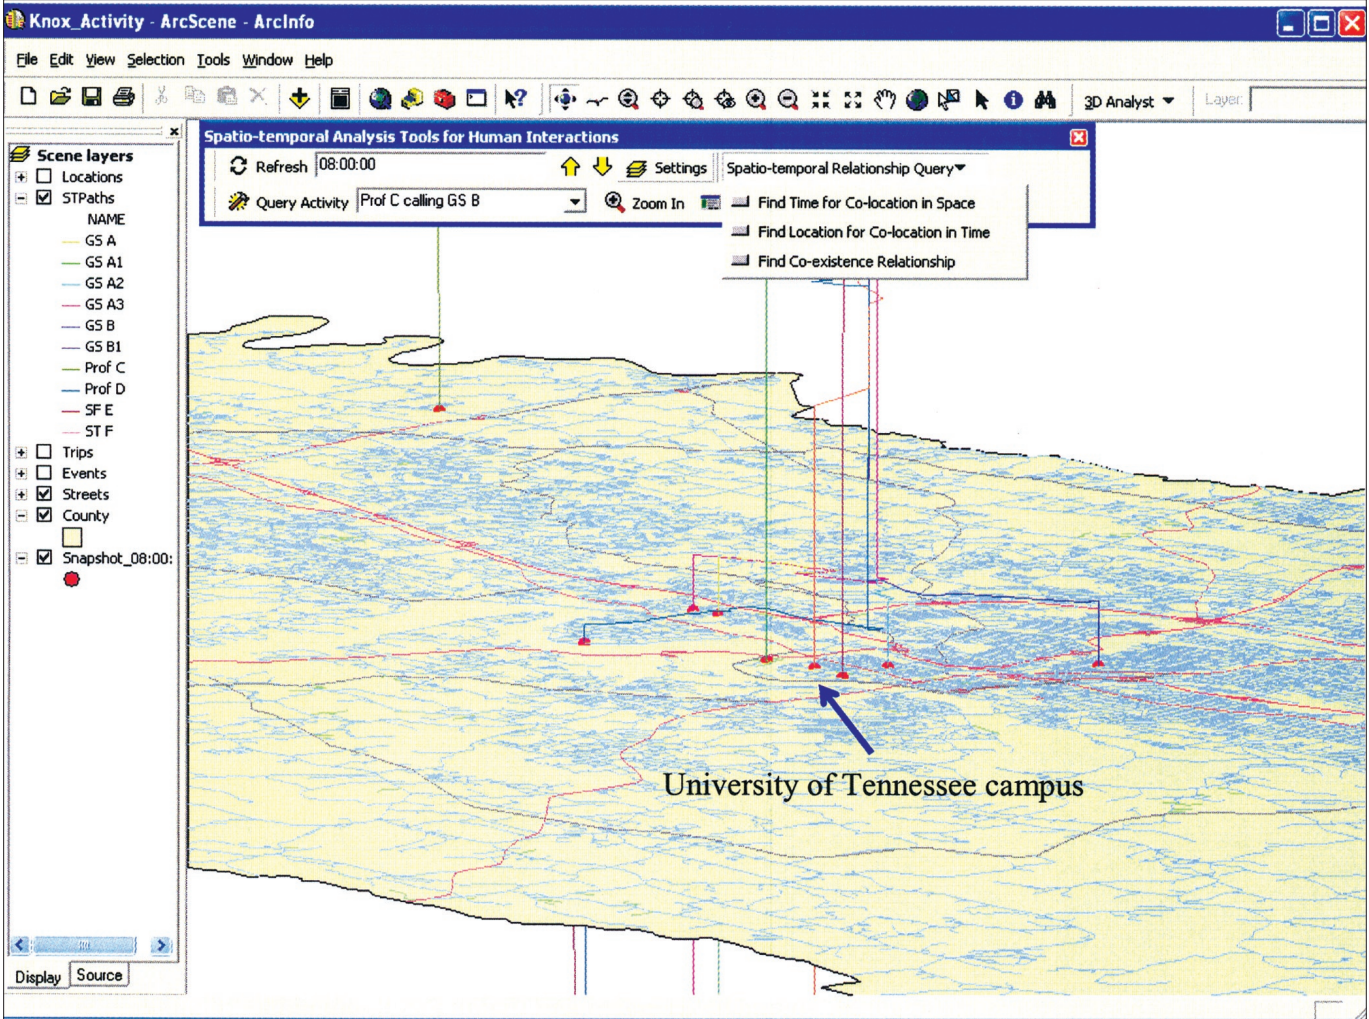 Knox_Activity - ArcScene - ArcInfo
File Edit View Selection Tools Window Help
3D Analyst Layer:
Spatio-temporal Analysis Tools for Human Interactions
Refresh 08:00:00 Settings Spatio-temporal Relationship Query
Query Activity Prof C calling GS B Zoom In
Find Time for Co-location in Space
Find Location for Co-location in Time
Find Co-existence Relationship
Scene layers
Locations
STPaths
NAME
GS A
GS A1
GS A2
GS A3
GS B
GS B1
Prof C
Prof D
SF E
ST F
Trips
Events
Streets
County
Snapshot_08:00:
University of Tennessee campus
Display Source